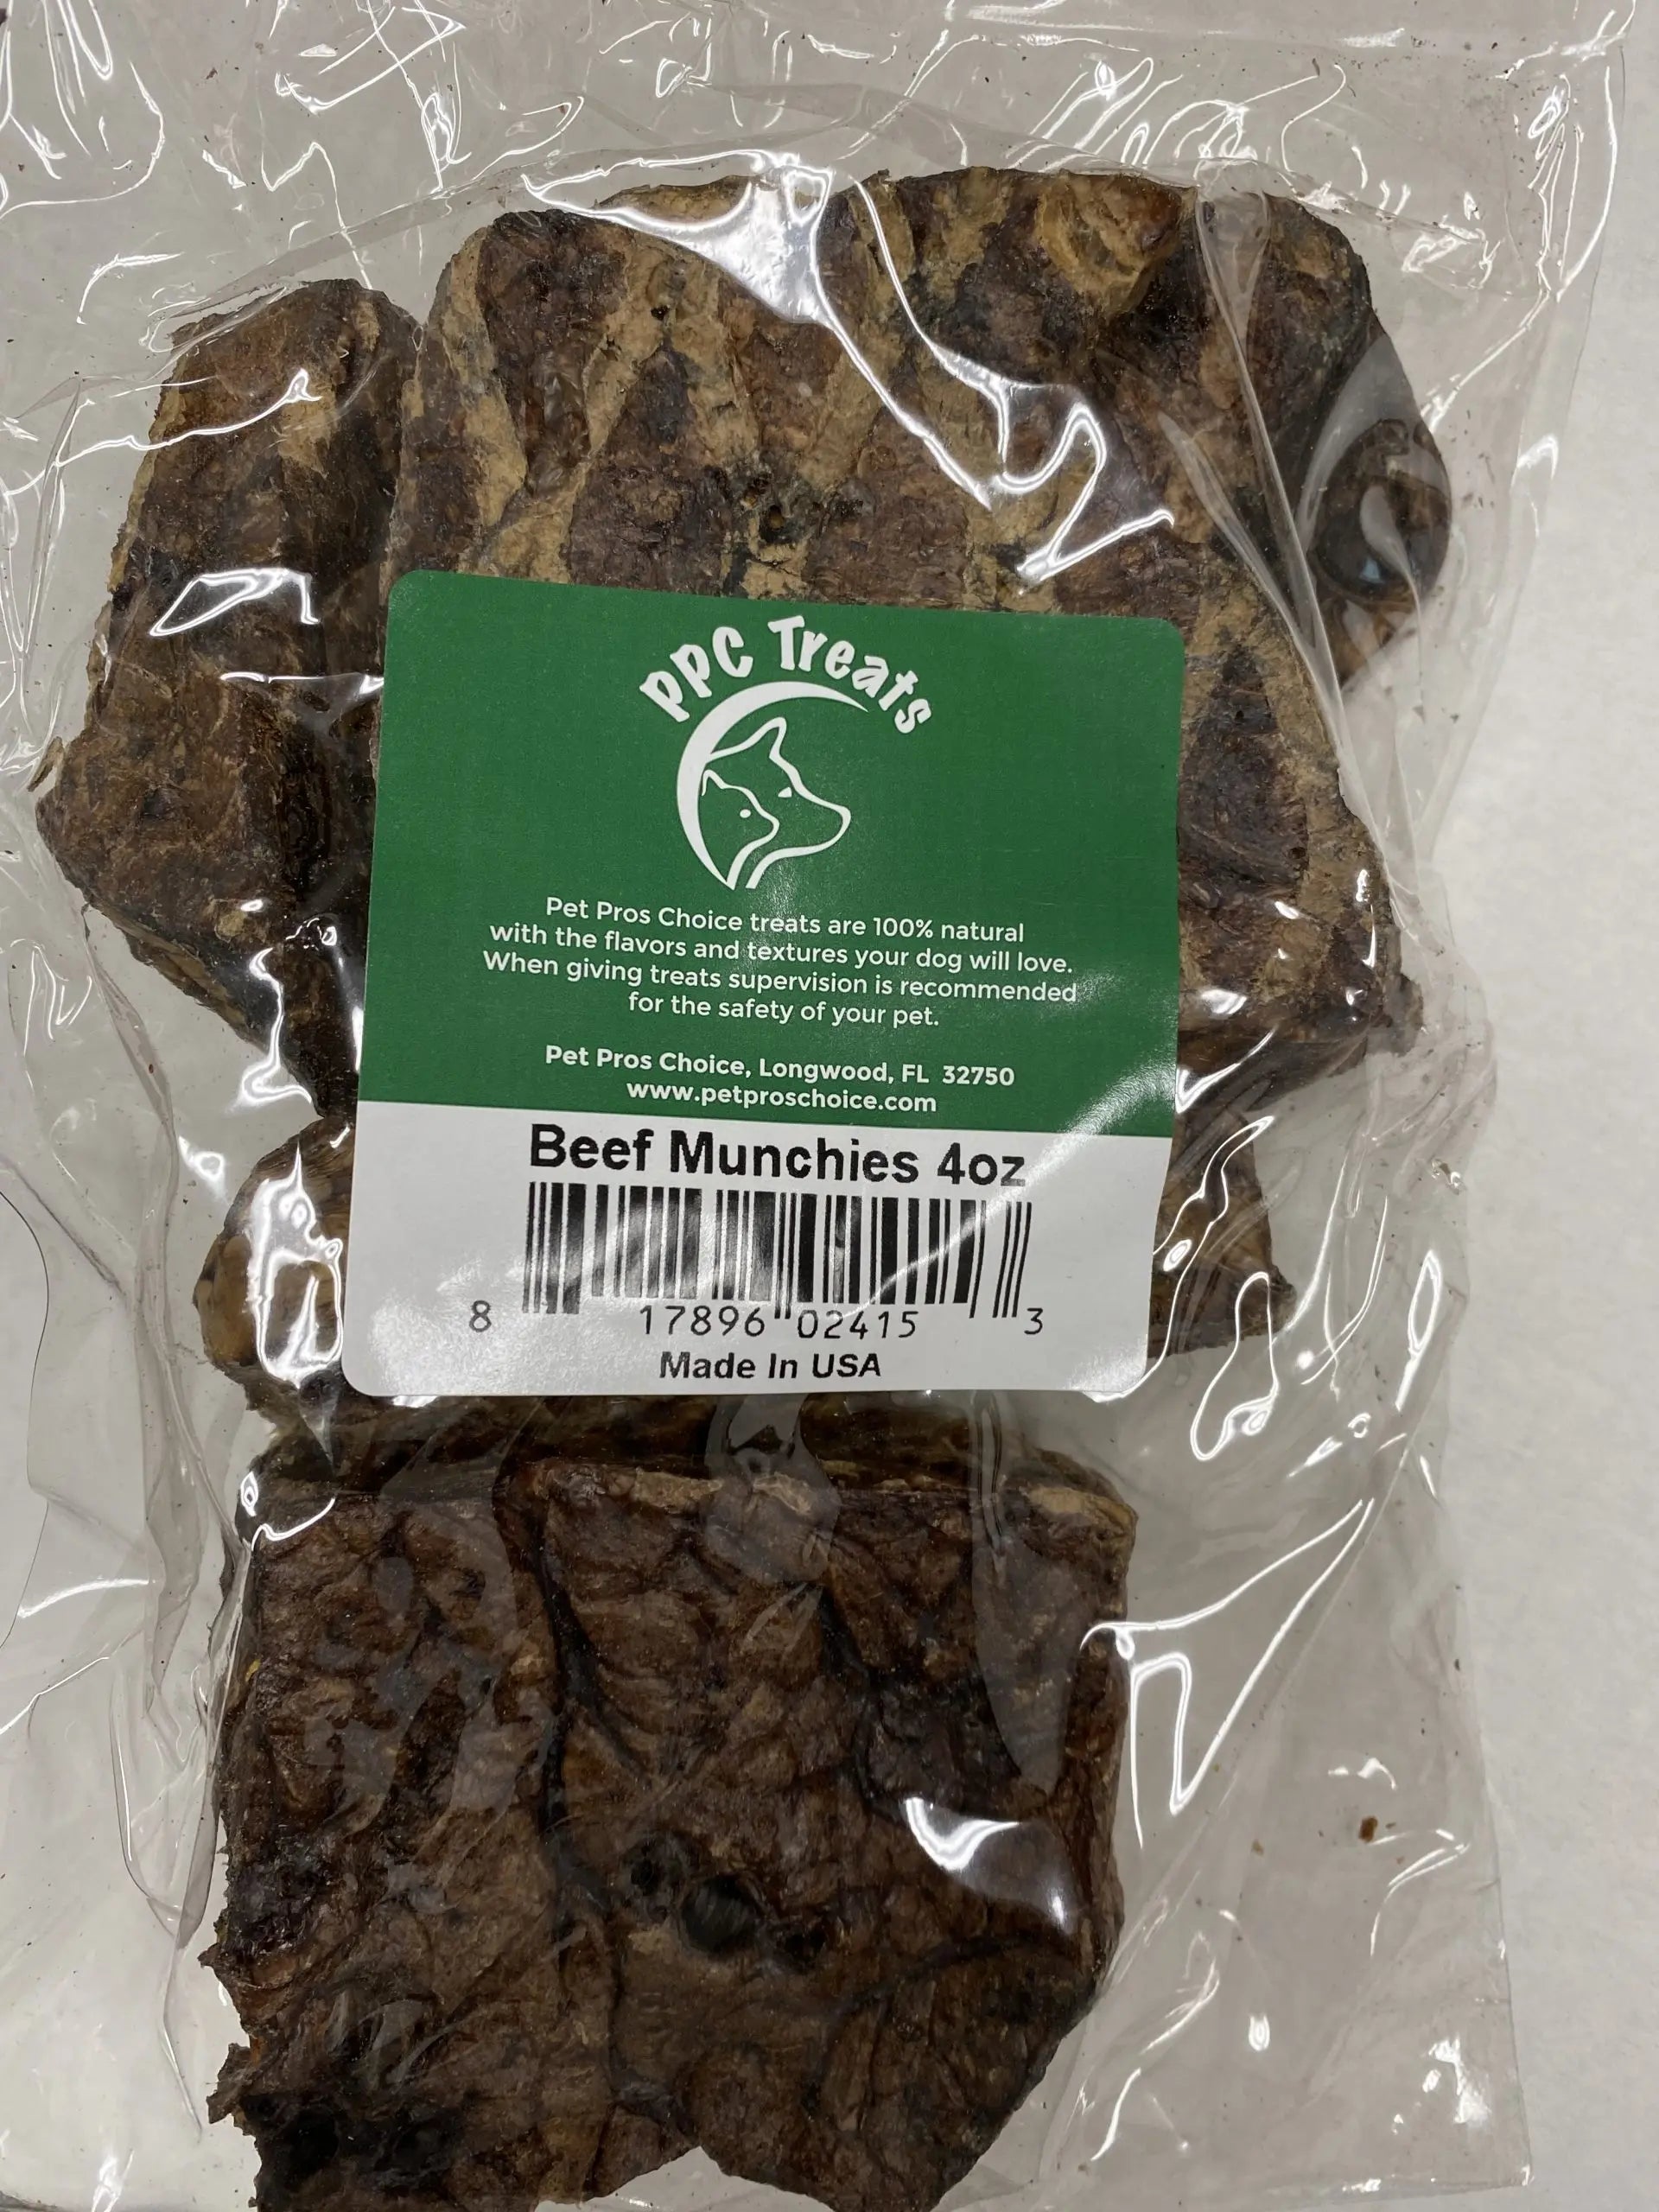 PPC Treats
Pet Pros Choice treats are 100% natural
with the flavors and textures your dog will love.
When giving treats supervision is recommended
for the safety of your pet.
Pet Pros Choice, Longwood, FL 32750
www.petproschoice.com
Beef Munchies 4oz
8 17896 02415 3
Made In USA